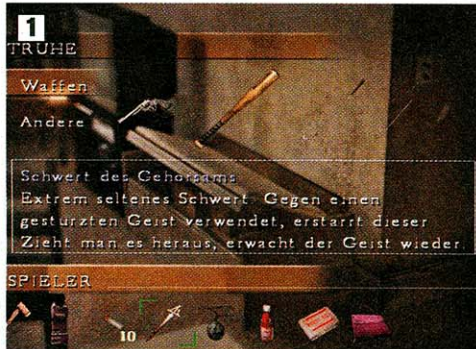 1
TRUHE
Waffen
Andere
Schwert des Gehorsams
Extrem seltenes Schwert. Gegen einen
gestürzten Geist verwendet, erstarrt dieser
Zieht man es heraus, erwacht der Geist wieder.
SPIELER
10